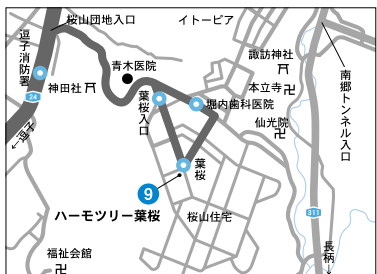 桜山団地入口
イトーピア
逗子消防署
青木医院
諏訪神社
神田社
本立寺
南郷トンネル入口
24
葉桜入口
堀内歯科医院
仙光院
←逗子
葉桜
9
ハーモツリー葉桜
桜山住宅
311
福祉会館
長柄→